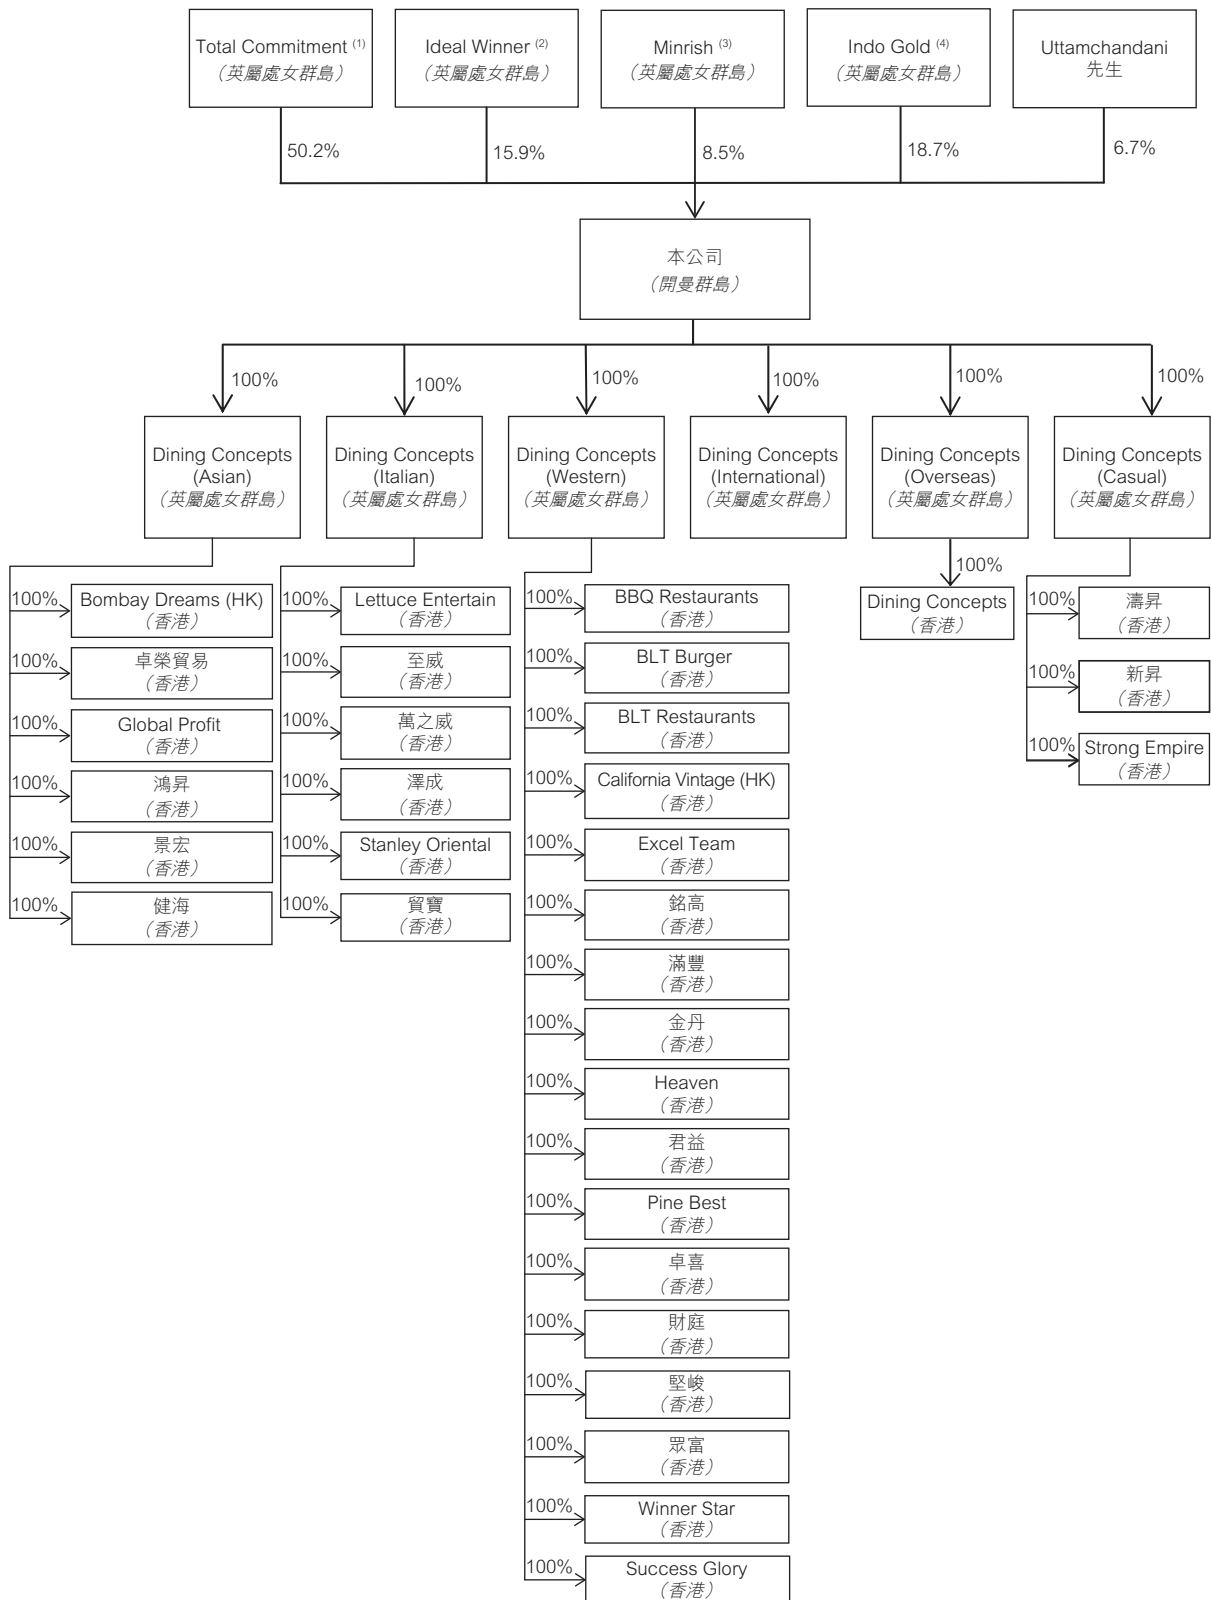 Total Commitment (1)
（英屬處女群島）
Ideal Winner (2)
（英屬處女群島）
Minrish (3)
（英屬處女群島）
Indo Gold (4)
（英屬處女群島）
Uttamchandani
先生
50.2%
15.9%
8.5%
18.7%
6.7%
本公司
（開曼群島）
100%
100%
100%
100%
100%
100%
Dining Concepts
(Asian)
（英屬處女群島）
Dining Concepts
(Italian)
（英屬處女群島）
Dining Concepts
(Western)
（英屬處女群島）
Dining Concepts
(International)
（英屬處女群島）
Dining Concepts
(Overseas)
（英屬處女群島）
Dining Concepts
(Casual)
（英屬處女群島）
100%
Bombay Dreams (HK)
（香港）
100%
卓榮貿易
（香港）
100%
Global Profit
（香港）
100%
鴻昇
（香港）
100%
景宏
（香港）
100%
健海
（香港）
100%
Lettuce Entertain
（香港）
100%
至威
（香港）
100%
萬之威
（香港）
100%
澤成
（香港）
100%
Stanley Oriental
（香港）
100%
貿寶
（香港）
100%
BBQ Restaurants
（香港）
100%
BLT Burger
（香港）
100%
BLT Restaurants
（香港）
100%
California Vintage (HK)
（香港）
100%
Excel Team
（香港）
100%
銘高
（香港）
100%
滿豐
（香港）
100%
金丹
（香港）
100%
Heaven
（香港）
100%
君益
（香港）
100%
Pine Best
（香港）
100%
卓喜
（香港）
100%
財庭
（香港）
100%
堅峻
（香港）
100%
眾富
（香港）
100%
Winner Star
（香港）
100%
Success Glory
（香港）
100%
Dining Concepts
（香港）
100%
濤昇
（香港）
100%
新昇
（香港）
100%
Strong Empire
（香港）